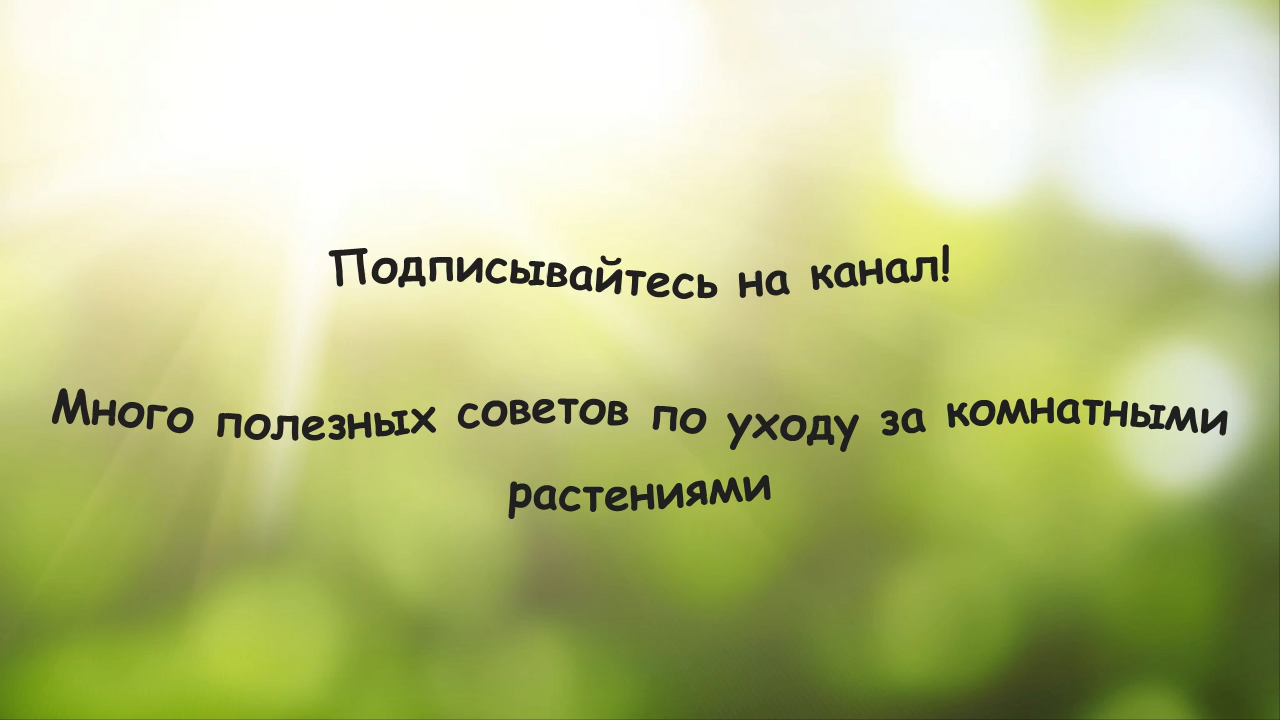 Подписывайтесь на канал!
Много полезных советов по уходу за комнатными
растениями